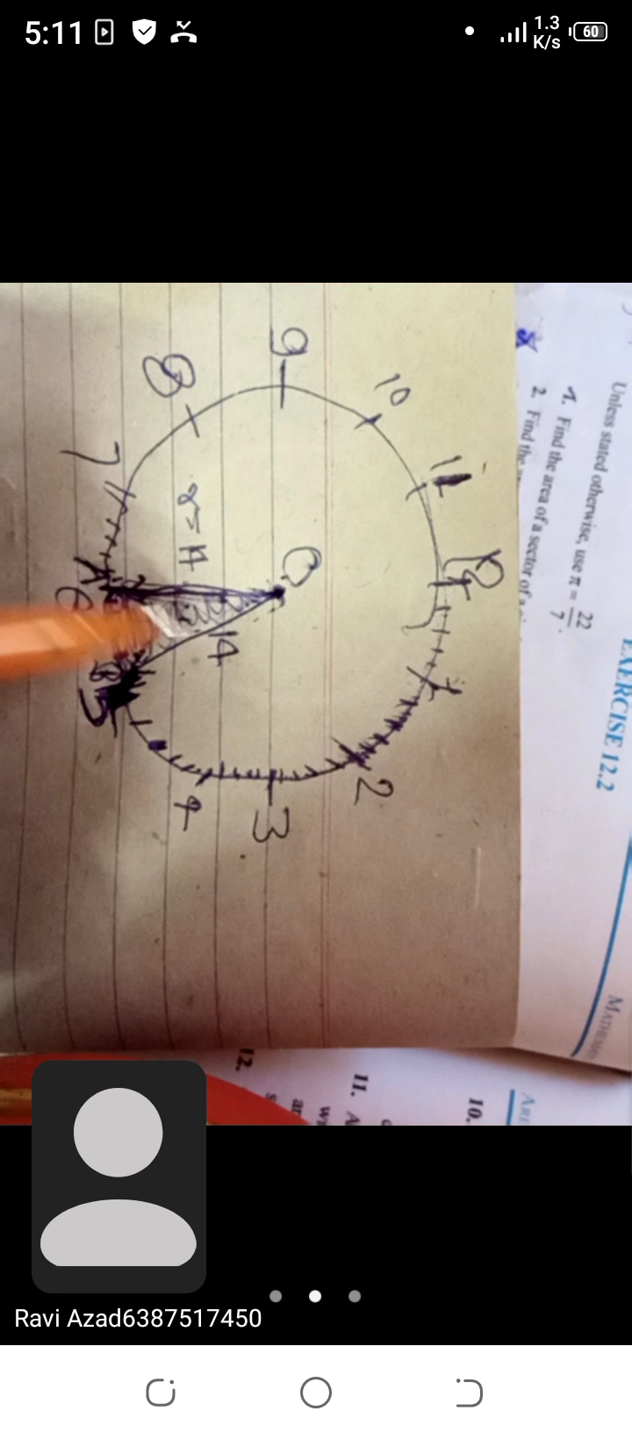 5:11
1.3
K/s
60
EXERCISE 12.2
Unless stated otherwise, use π = 22/7.
1. Find the area of a sector of a
2. Find the
10.
11. A
12.
12
11
10
9
8
7
5
4
3
2
O
r = 14
14
Ravi Azad6387517450